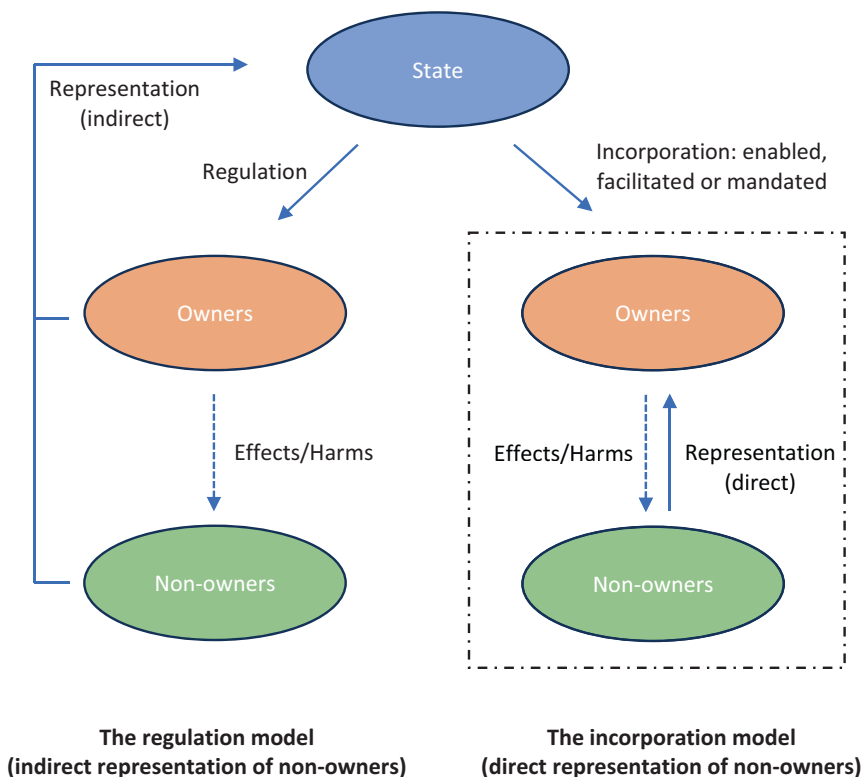 State
Representation
(indirect)
Regulation
Incorporation: enabled,
facilitated or mandated
Owners
Owners
Effects/Harms
Effects/Harms
Representation
(direct)
Non-owners
Non-owners
The regulation model
(indirect representation of non-owners)
The incorporation model
(direct representation of non-owners)